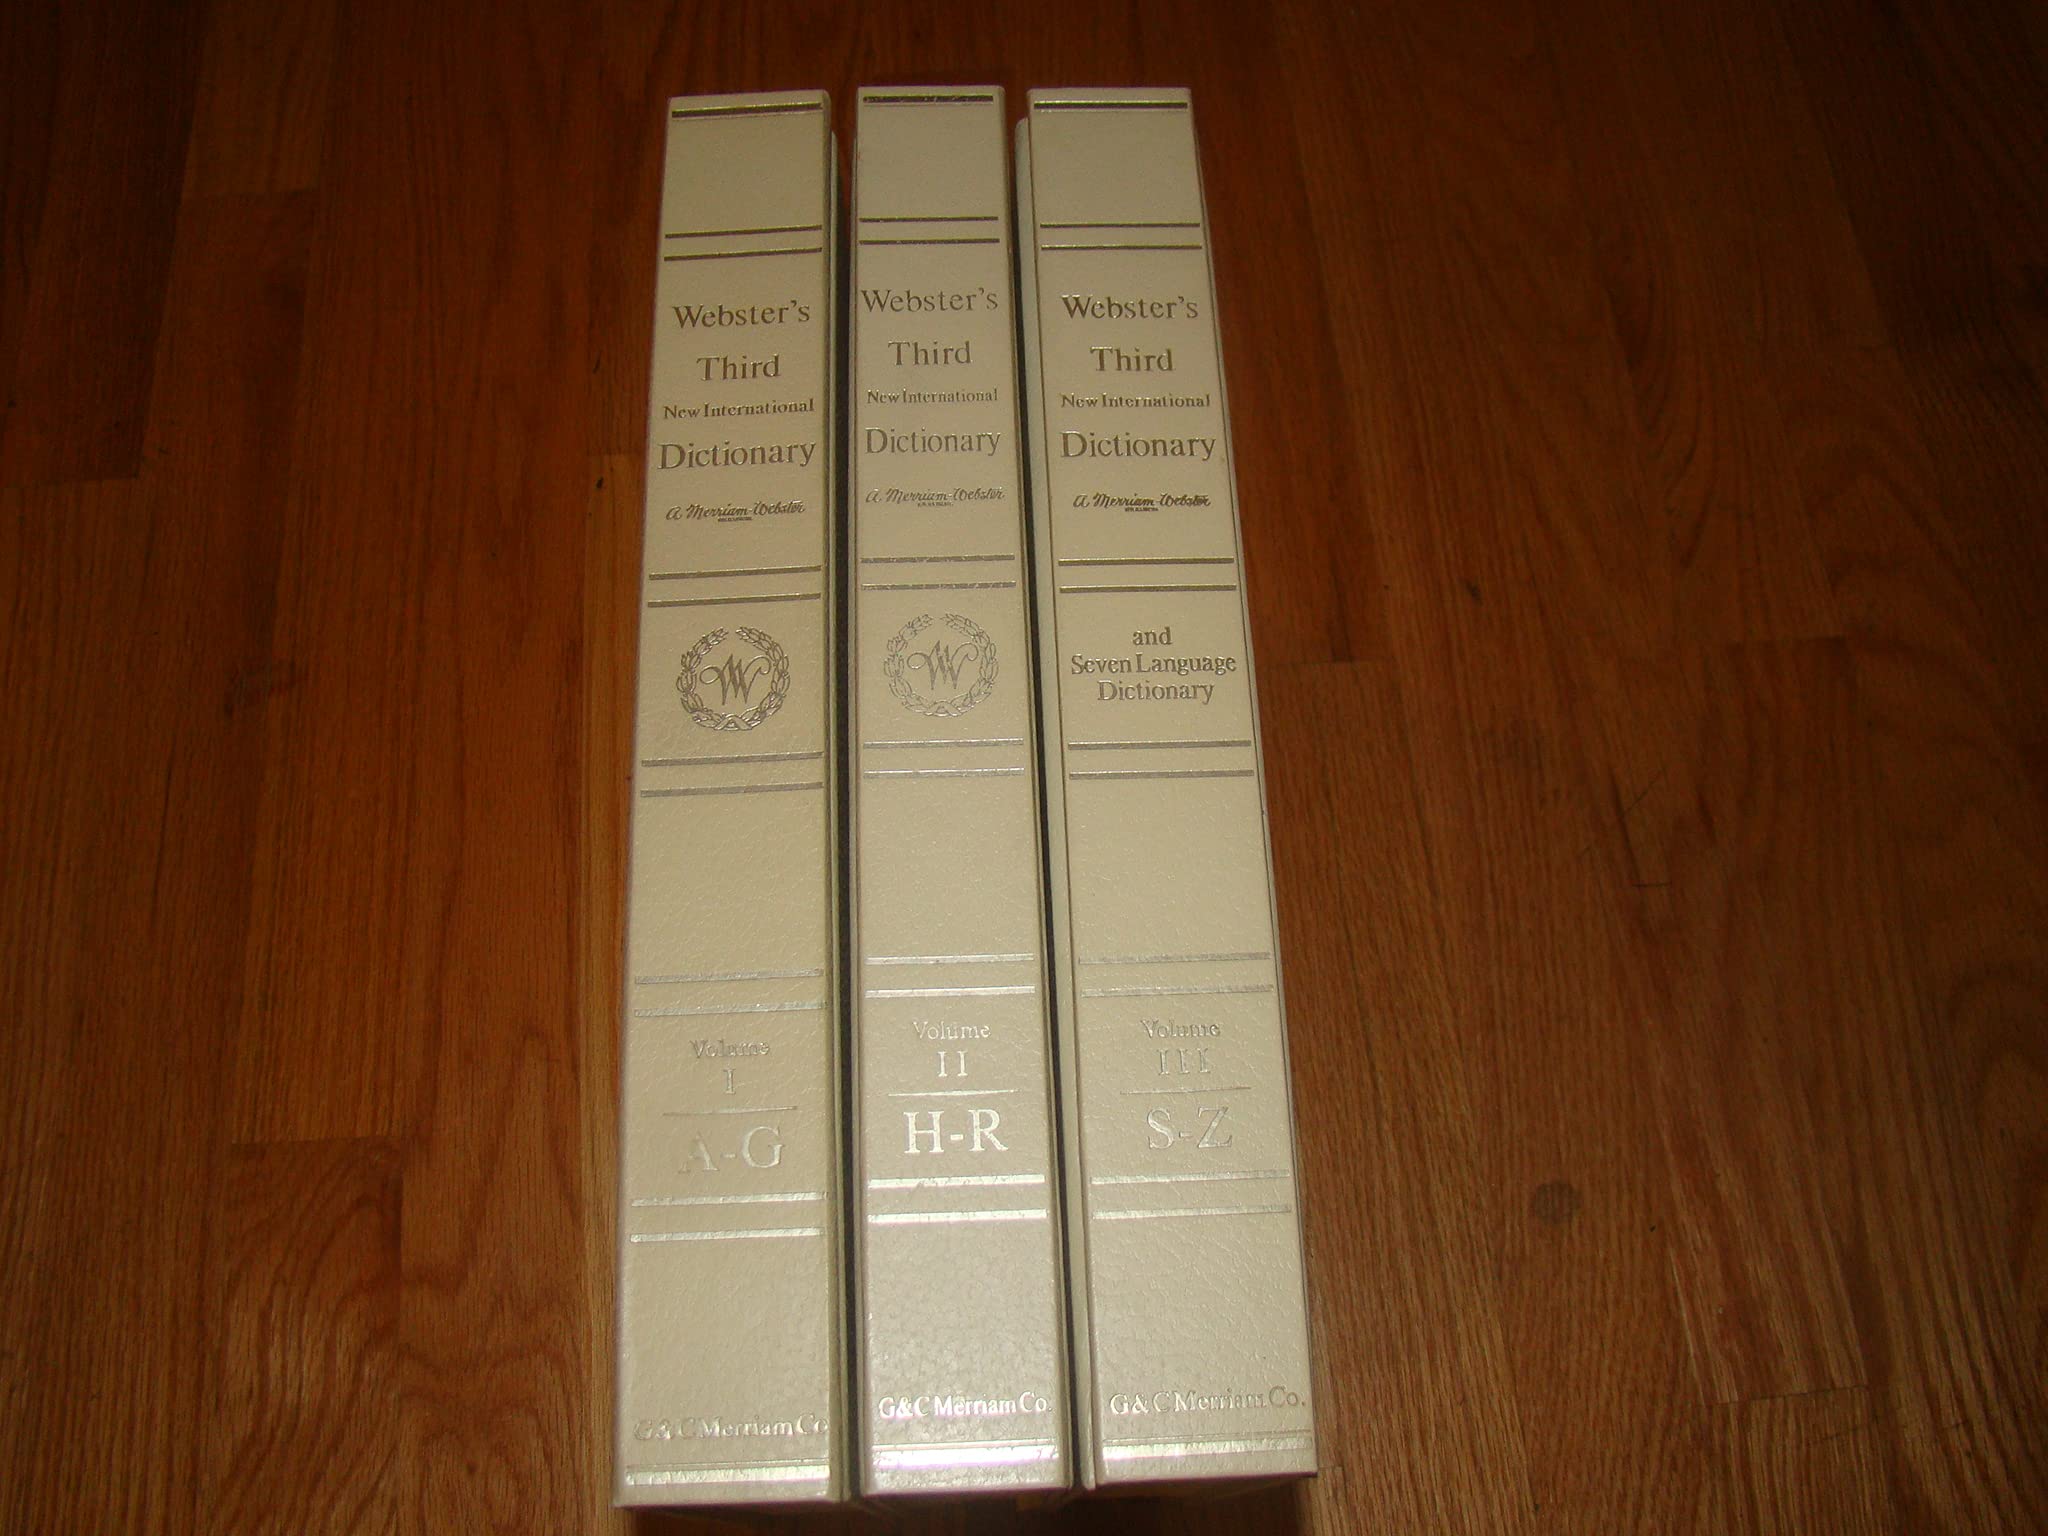 Webster's
Third
New International
Dictionary
a Merriam-Webster
W
Volume
I
A-G
G&C Merriam Co
Webster's
Third
New International
Dictionary
a Merriam-Webster
W
Volume
II
H-R
G&C Merriam Co.
Webster's
Third
New International
Dictionary
a Merriam-Webster
and
Seven Language
Dictionary
Volume
III
S-Z
G&C Merriam Co.